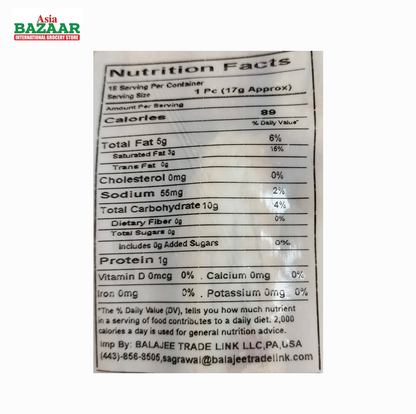 Asia
BAZAAR
INTERNATIONAL GROCERY STORE
Nutrition Facts
15 Serving Per Container
Serving Size 1 Pc (17g Approx)
Amount Per Serving
Calories 89
% Daily Value*
Total Fat 5g 6%
Saturated Fat 3g 15%
Trans Fat 0g
Cholesterol 0mg 0%
Sodium 55mg 2%
Total Carbohydrate 10g 4%
Dietary Fiber 0g 0%
Total Sugars 0g
Includes 0g Added Sugars 0%
Protein 1g
Vitamin D 0mcg 0% . Calcium 0mg 0%
Iron 0mg 0% . Potassium 0mg 0%
*The % Daily Value (DV), tells you how much nutrient
in a serving of food contributes to a daily diet. 2,000
calories a day is used for general nutrition advice.
Imp By: BALAJEE TRADE LINK LLC,PA,USA
(443)-856-3505,sagrawal@balajeetradelink.com